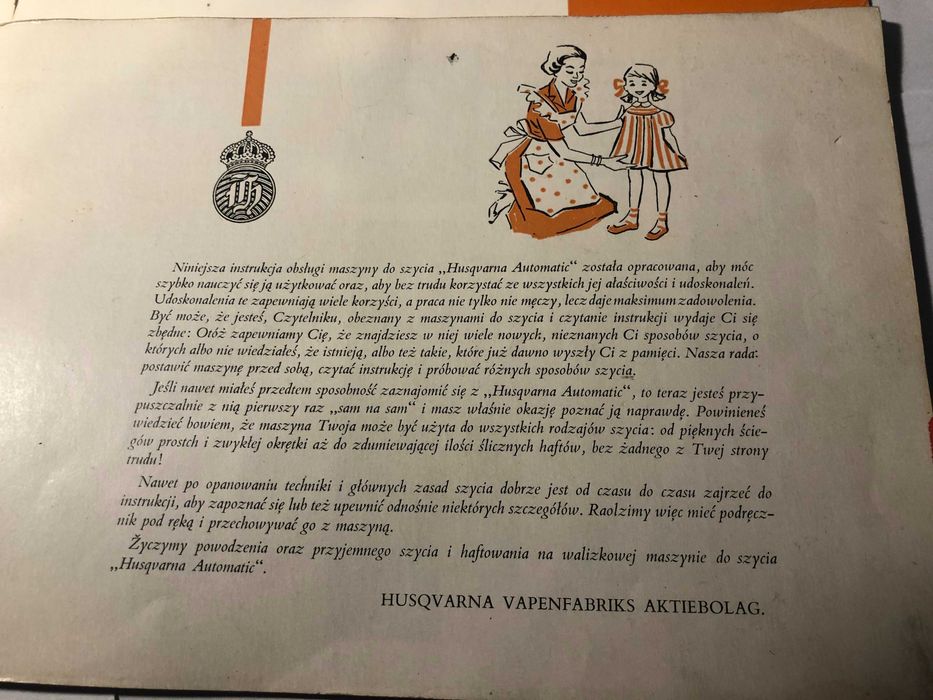 H
Niniejsza instrukcja obsługi maszyny do szycia „Husqvarna Automatic“ została opracowana, aby móc
szybko nauczyć się ją użytkować oraz, aby bez trudu korzystać ze wszystkich jej ałaściwości i udoskonaleń.
Udoskonalenia te zapewniają wiele korzyści, a praca nie tylko nie męczy, lecz daje maksimum zadowolenia.
Być może, że jesteś, Czytelniku, obeznany z maszynami do szycia i czytanie instrukcji wydaje Ci się
zbędne: Otóż zapewniamy Cię, że znajdziesz w niej wiele nowych, nieznanych Ci sposobów szycia, o
których albo nie wiedziałeś, że istnieją, albo też takie, które już dawno wyszły Ci z pamięci. Nasza rada:
postawić maszynę przed sobą, czytać instrukcję i próbować różnych sposobów szycia.
Jeśli nawet miałeś przedtem sposobność zaznajomić się z „Husqvarna Automatic“, to teraz jesteś przy-
puszczalnie z nią pierwszy raz „sam na sam“ i masz właśnie okazję poznać ją naprawdę. Powinieneś
wiedzieć bowiem, że maszyna Twoja może być użyta do wszystkich rodzajów szycia: od pięknych ście-
gów prostch i zwykłej okrętki aż do zdumiewającej ilości ślicznych haftów, bez żadnego z Twej strony
trudu!
Nawet po opanowaniu techniki i głównych zasad szycia dobrze jest od czasu do czasu zajrzeć do
instrukcji, aby zapoznać się lub też upewnić odnośnie niektórych szczegółów. Raolzimy więc mieć podręcz-
nik pod ręką i przechowywać go z maszyną.
Życzymy powodzenia oraz przyjemnego szycia i haftowania na walizkowej maszynie do szycia
„Husqvarna Automatic“.
HUSQVARNA VAPENFABRIKS AKTIEBOLAG.